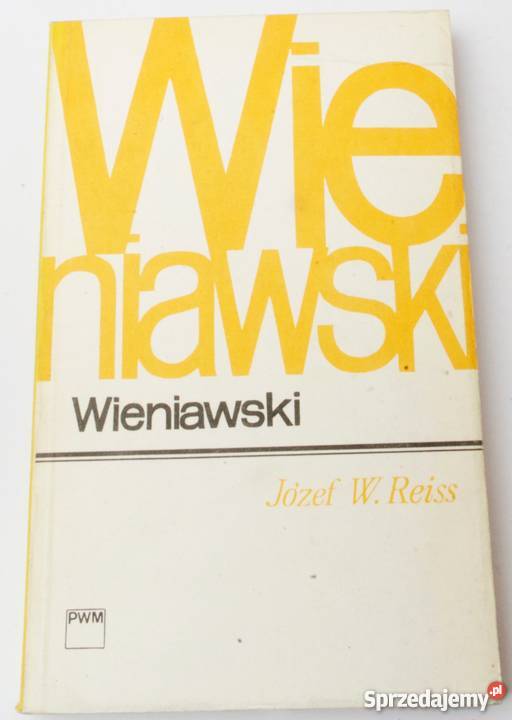 Wie
niawski
Wieniawski
Józef W. Reiss
PWM
Sprzedajemy.pl